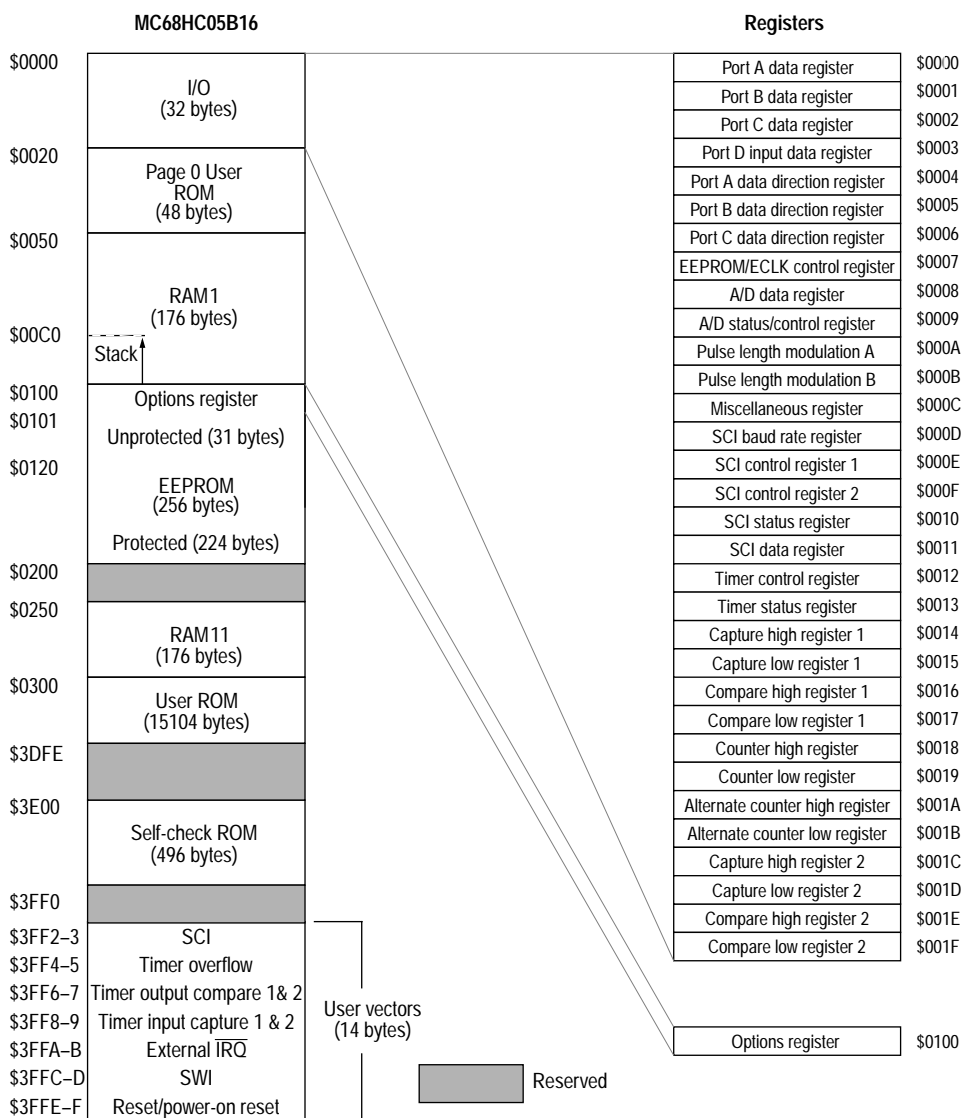 MC68HC05B16
$0000
I/O
(32 bytes)
$0020
Page 0 User
ROM
(48 bytes)
$0050
RAM1
(176 bytes)
$00C0
Stack
$0100
Options register
$0101
Unprotected (31 bytes)
$0120
EEPROM
(256 bytes)
Protected (224 bytes)
$0200
$0250
RAM11
(176 bytes)
$0300
User ROM
(15104 bytes)
$3DFE
$3E00
Self-check ROM
(496 bytes)
$3FF0
$3FF2–3 SCI
$3FF4–5 Timer overflow
$3FF6–7 Timer output compare 1& 2
$3FF8–9 Timer input capture 1 & 2
$3FFA–B External IRQ
$3FFC–D SWI
$3FFE–F Reset/power-on reset
User vectors
(14 bytes)
Reserved
Registers
Port A data register $0000
Port B data register $0001
Port C data register $0002
Port D input data register $0003
Port A data direction register $0004
Port B data direction register $0005
Port C data direction register $0006
EEPROM/ECLK control register $0007
A/D data register $0008
A/D status/control register $0009
Pulse length modulation A $000A
Pulse length modulation B $000B
Miscellaneous register $000C
SCI baud rate register $000D
SCI control register 1 $000E
SCI control register 2 $000F
SCI status register $0010
SCI data register $0011
Timer control register $0012
Timer status register $0013
Capture high register 1 $0014
Capture low register 1 $0015
Compare high register 1 $0016
Compare low register 1 $0017
Counter high register $0018
Counter low register $0019
Alternate counter high register $001A
Alternate counter low register $001B
Capture high register 2 $001C
Capture low register 2 $001D
Compare high register 2 $001E
Compare low register 2 $001F
Options register $0100